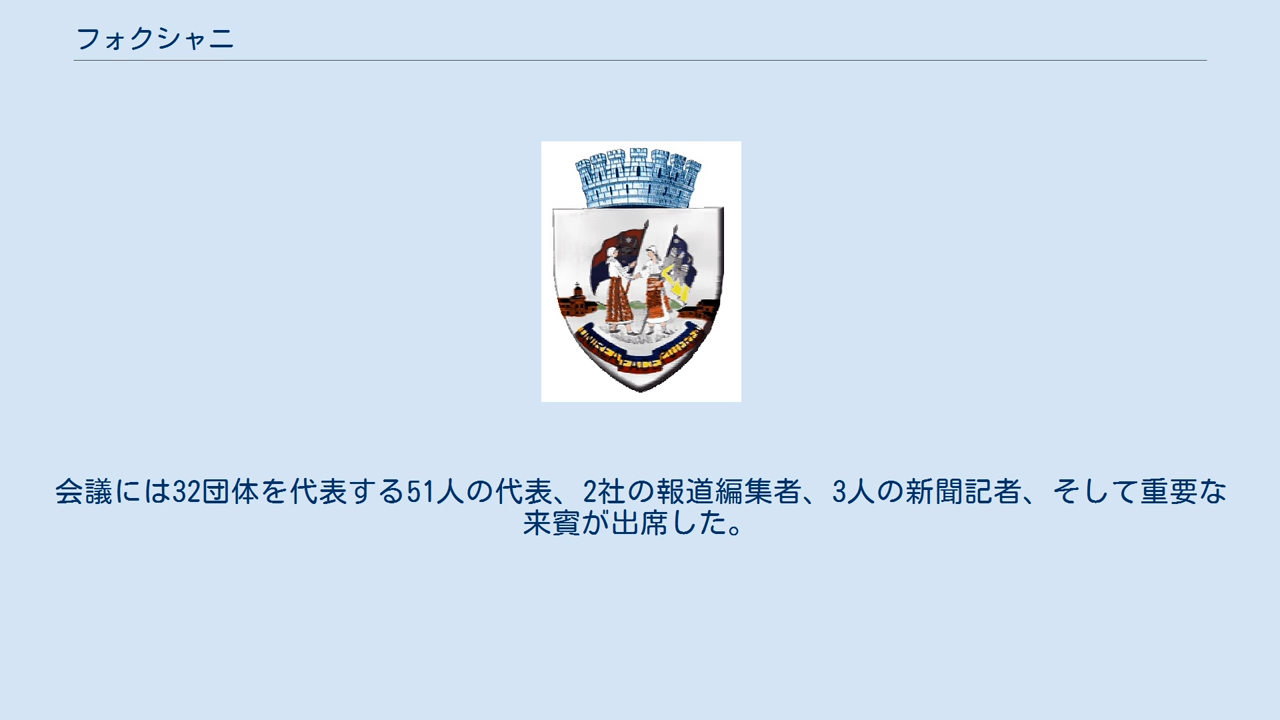 フォクシャニ
会議には32団体を代表する51人の代表、2社の報道編集者、3人の新聞記者、そして重要な
来賓が出席した。